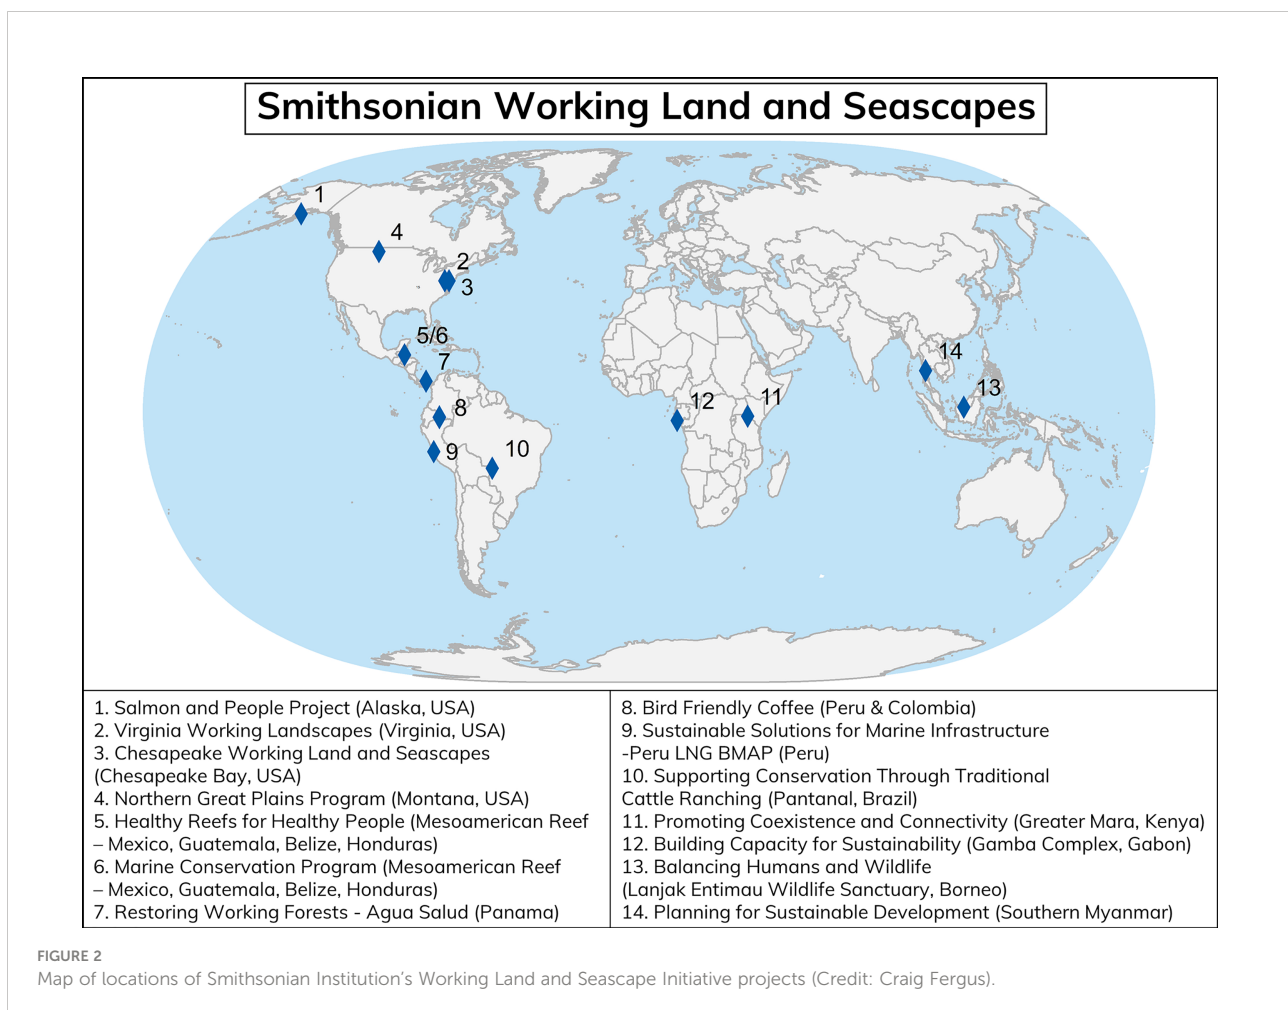 Smithsonian Working Land and Seascapes
1
4
2
3
5/6
7
8
9
10
12
11
14
13
1. Salmon and People Project (Alaska, USA)
2. Virginia Working Landscapes (Virginia, USA)
3. Chesapeake Working Land and Seascapes
(Chesapeake Bay, USA)
4. Northern Great Plains Program (Montana, USA)
5. Healthy Reefs for Healthy People (Mesoamerican Reef
– Mexico, Guatemala, Belize, Honduras)
6. Marine Conservation Program (Mesoamerican Reef
– Mexico, Guatemala, Belize, Honduras)
7. Restoring Working Forests - Agua Salud (Panama)
8. Bird Friendly Coffee (Peru & Colombia)
9. Sustainable Solutions for Marine Infrastructure
-Peru LNG BMAP (Peru)
10. Supporting Conservation Through Traditional
Cattle Ranching (Pantanal, Brazil)
11. Promoting Coexistence and Connectivity (Greater Mara, Kenya)
12. Building Capacity for Sustainability (Gamba Complex, Gabon)
13. Balancing Humans and Wildlife
(Lanjak Entimau Wildlife Sanctuary, Borneo)
14. Planning for Sustainable Development (Southern Myanmar)
FIGURE 2
Map of locations of Smithsonian Institution's Working Land and Seascape Initiative projects (Credit: Craig Fergus).